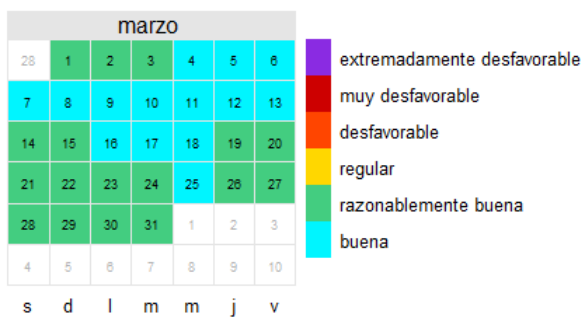 marzo
28 1 2 3 4 5 6
7 8 9 10 11 12 13
14 15 16 17 18 19 20
21 22 23 24 25 26 27
28 29 30 31 1 2 3
4 5 6 7 8 9 10
s d l m m j v
extremadamente desfavorable
muy desfavorable
desfavorable
regular
razonablemente buena
buena